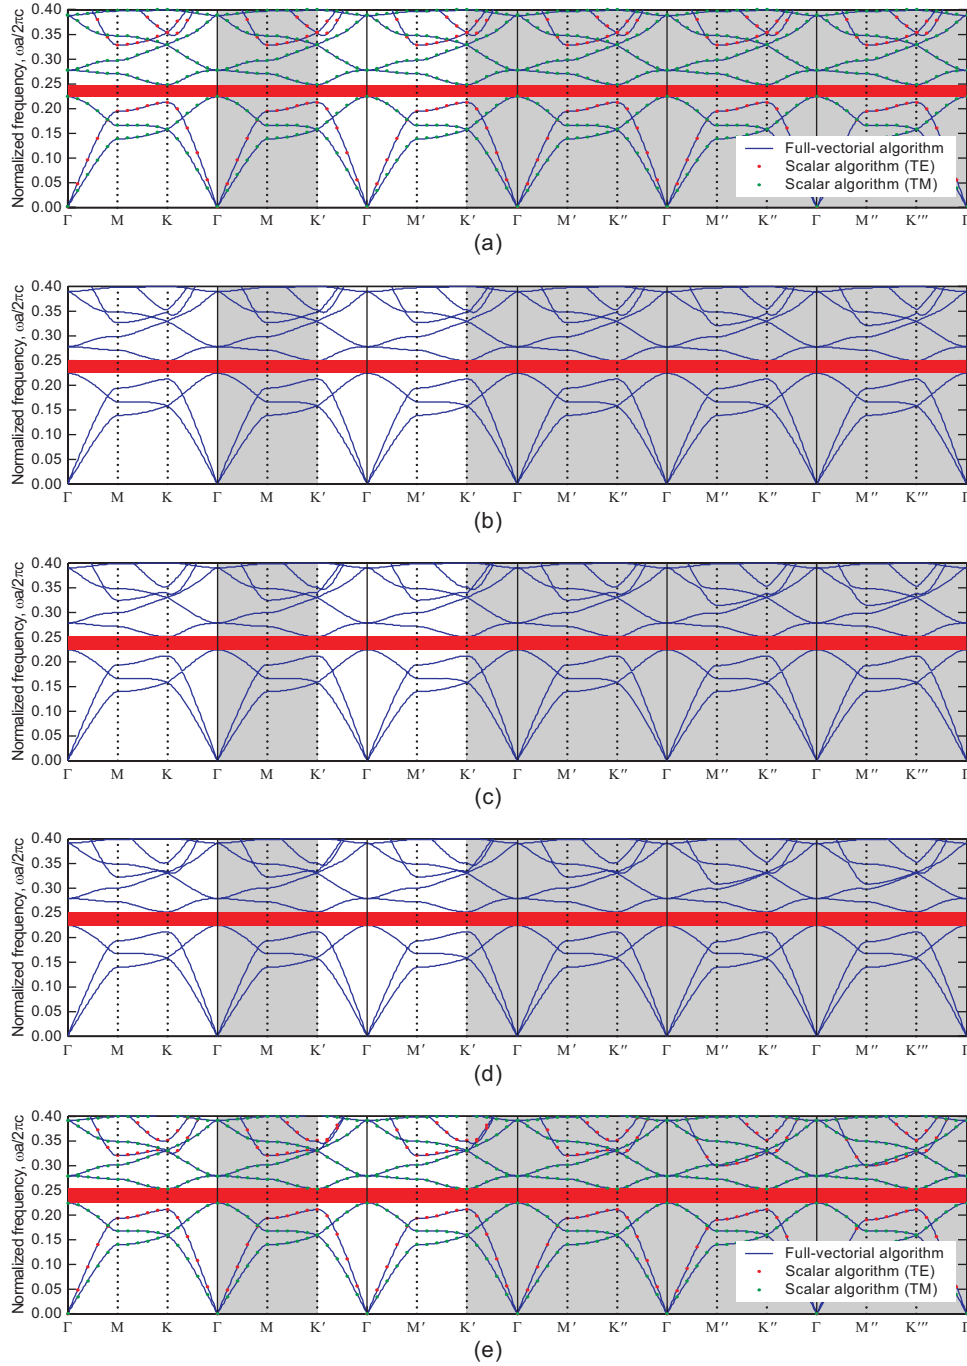 Normalized frequency, ωa/2πc
0.40
0.35
0.30
0.25
0.20
0.15
0.10
0.05
0.00
Full-vectorial algorithm
Scalar algorithm (TE)
Scalar algorithm (TM)
Γ M K Γ M K′ Γ M′ K′ Γ M′ K″ Γ M″ K″ Γ M″ K‴ Γ
(a)
Normalized frequency, ωa/2πc
0.40
0.35
0.30
0.25
0.20
0.15
0.10
0.05
0.00
Γ M K Γ M K′ Γ M′ K′ Γ M′ K″ Γ M″ K″ Γ M″ K‴ Γ
(b)
Normalized frequency, ωa/2πc
0.40
0.35
0.30
0.25
0.20
0.15
0.10
0.05
0.00
Γ M K Γ M K′ Γ M′ K′ Γ M′ K″ Γ M″ K″ Γ M″ K‴ Γ
(c)
Normalized frequency, ωa/2πc
0.40
0.35
0.30
0.25
0.20
0.15
0.10
0.05
0.00
Γ M K Γ M K′ Γ M′ K′ Γ M′ K″ Γ M″ K″ Γ M″ K‴ Γ
(d)
Normalized frequency, ωa/2πc
0.40
0.35
0.30
0.25
0.20
0.15
0.10
0.05
0.00
Full-vectorial algorithm
Scalar algorithm (TE)
Scalar algorithm (TM)
Γ M K Γ M K′ Γ M′ K′ Γ M′ K″ Γ M″ K″ Γ M″ K‴ Γ
(e)